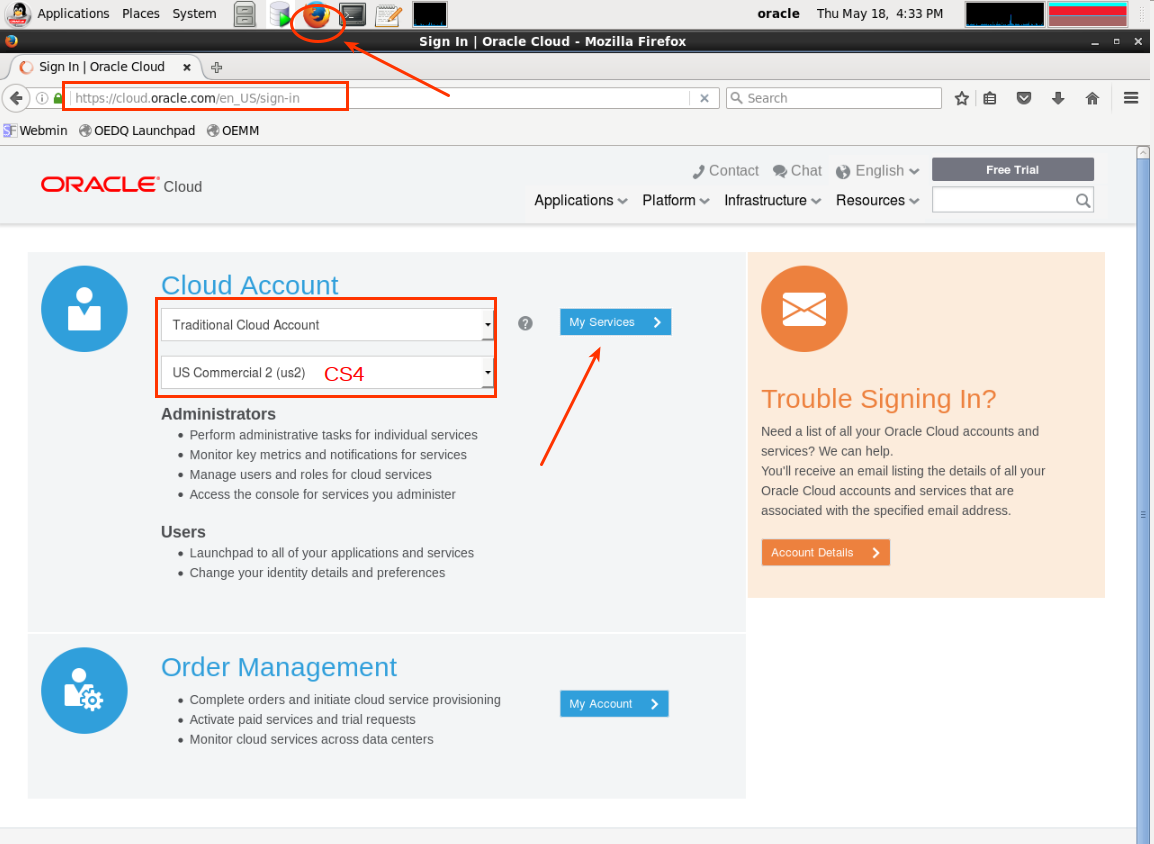 Applications Places System
oracle Thu May 18, 4:33 PM
Sign In | Oracle Cloud - Mozilla Firefox
Sign In | Oracle Cloud
https://cloud.oracle.com/en_US/sign-in
Search
Webmin OEDQ Launchpad OEMM
ORACLE Cloud
Contact Chat English Free Trial
Applications Platform Infrastructure Resources
Cloud Account
Traditional Cloud Account
My Services
US Commercial 2 (us2) CS4
Administrators
Perform administrative tasks for individual services
Monitor key metrics and notifications for services
Manage users and roles for cloud services
Access the console for services you administer
Users
Launchpad to all of your applications and services
Change your identity details and preferences
Trouble Signing In?
Need a list of all your Oracle Cloud accounts and
services? We can help.
You'll receive an email listing the details of all your
Oracle Cloud accounts and services that are
associated with the specified email address.
Account Details
Order Management
Complete orders and initiate cloud service provisioning
Activate paid services and trial requests
Monitor cloud services across data centers
My Account